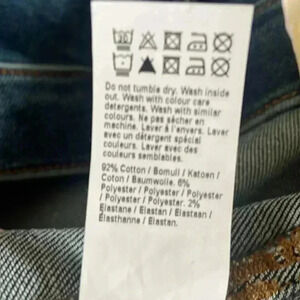 Do not tumble dry. Wash inside
out. Wash with colour care
detergents. Wash with similar
colours. Ne pas sécher en
machine. Laver à l'envers. Laver
avec un détergent spécial
couleurs. Laver avec des
couleurs semblables.
92% Cotton / Bomull / Katoen /
Coton / Baumwolle. 6%
Polyester / Polyester / Polyester
/ Polyester / Polyester. 2%
Elastane / Elastan / Elastaan /
Élasthanne / Elastan.